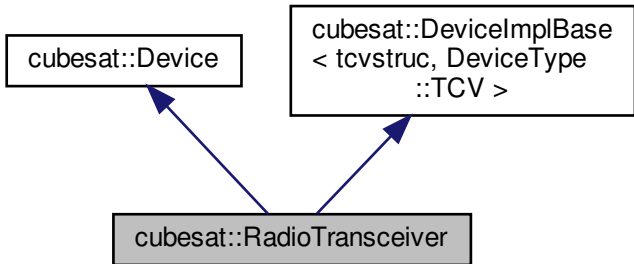 cubesat::Device
cubesat::DeviceImplBase
< tcvstruc, DeviceType
::TCV >
cubesat::RadioTransceiver